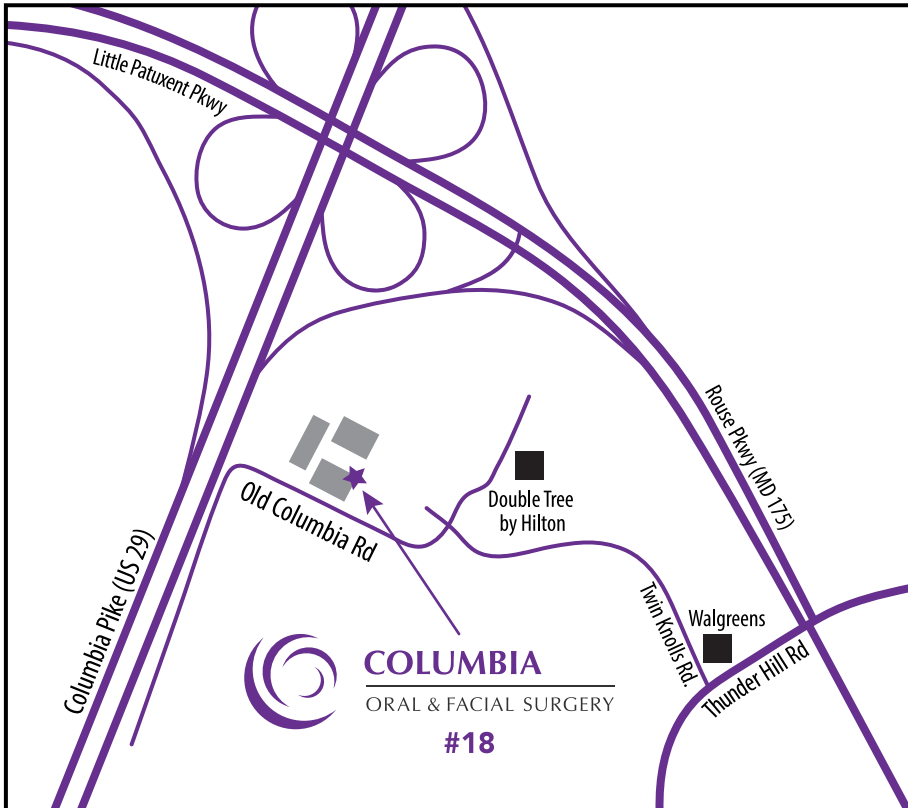 Little Patuxent Pkwy
Rouse Pkwy (MD 175)
Double Tree
by Hilton
Old Columbia Rd
Columbia Pike (US 29)
Twin Knolls Rd.
Walgreens
Thunder Hill Rd
COLUMBIA
ORAL & FACIAL SURGERY
#18